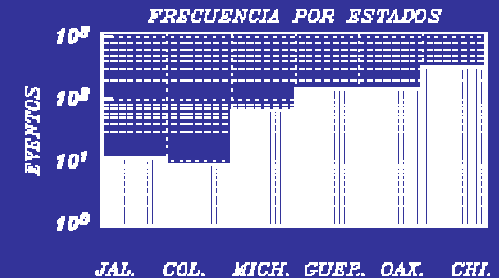 FRECUENCIA POR ESTADOS
10³
10²
10¹
10⁰
EVENTOS
JAL. COL. MICH. GUER. OAX. CHI.